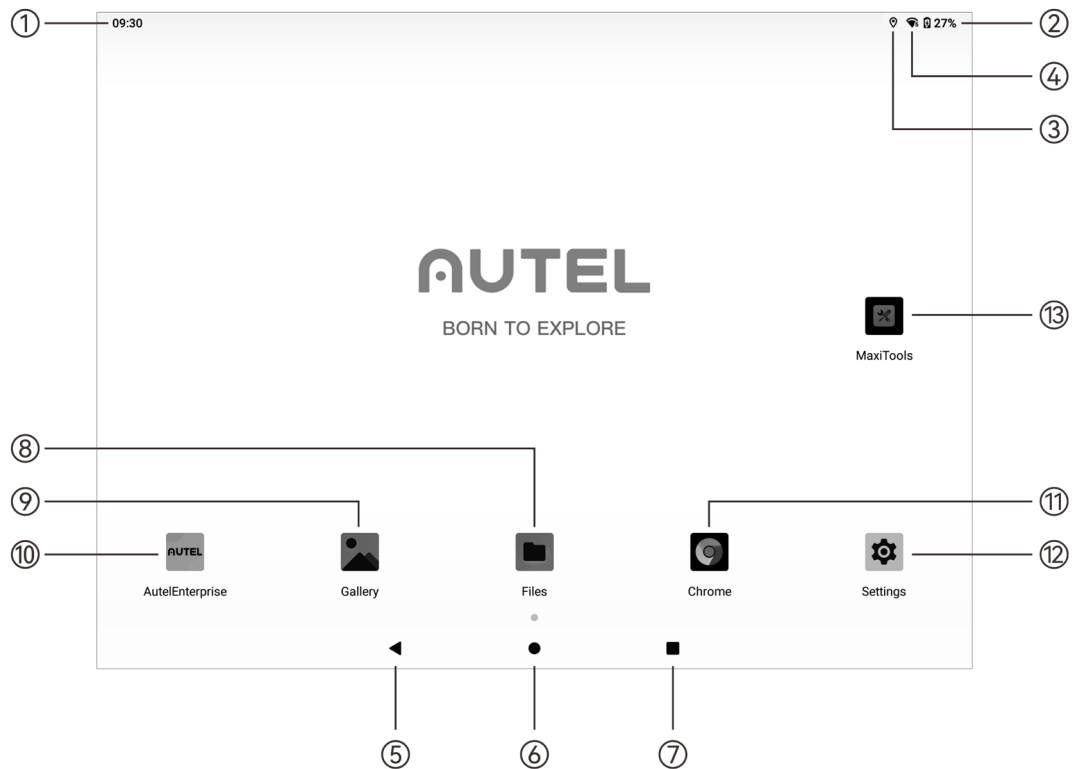 ① 09:30 27% ②
④
③
AUTEL
BORN TO EXPLORE
⑬
MaxiTools
⑧
⑨ ⑪
⑩ AUTEL ⑫
AutelEnterprise Gallery Files Chrome Settings
⑤ ⑥ ⑦